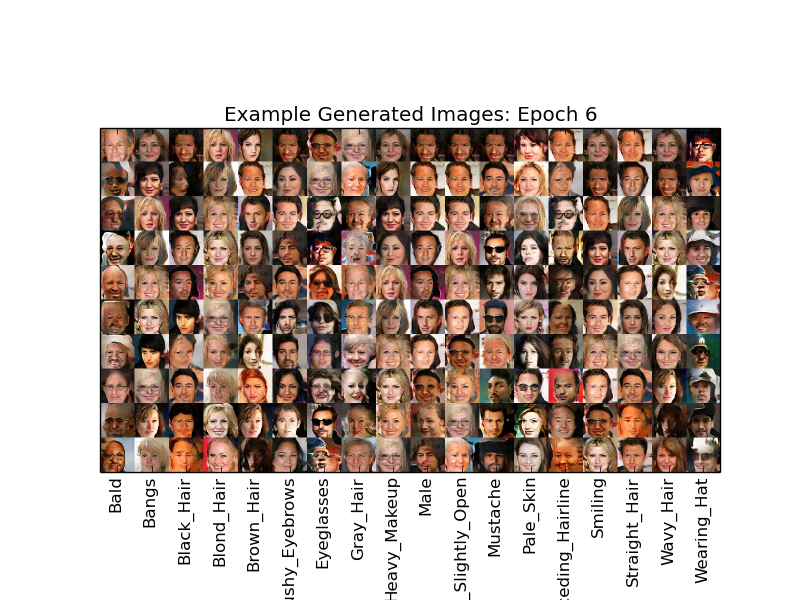 Example Generated Images: Epoch 6
Bald
Bangs
Black_Hair
Blond_Hair
Brown_Hair
ushy_Eyebrows
Eyeglasses
Gray_Hair
Heavy_Makeup
Male
_Slightly_Open
Mustache
Pale_Skin
ceding_Hairline
Smiling
Straight_Hair
Wavy_Hair
Wearing_Hat